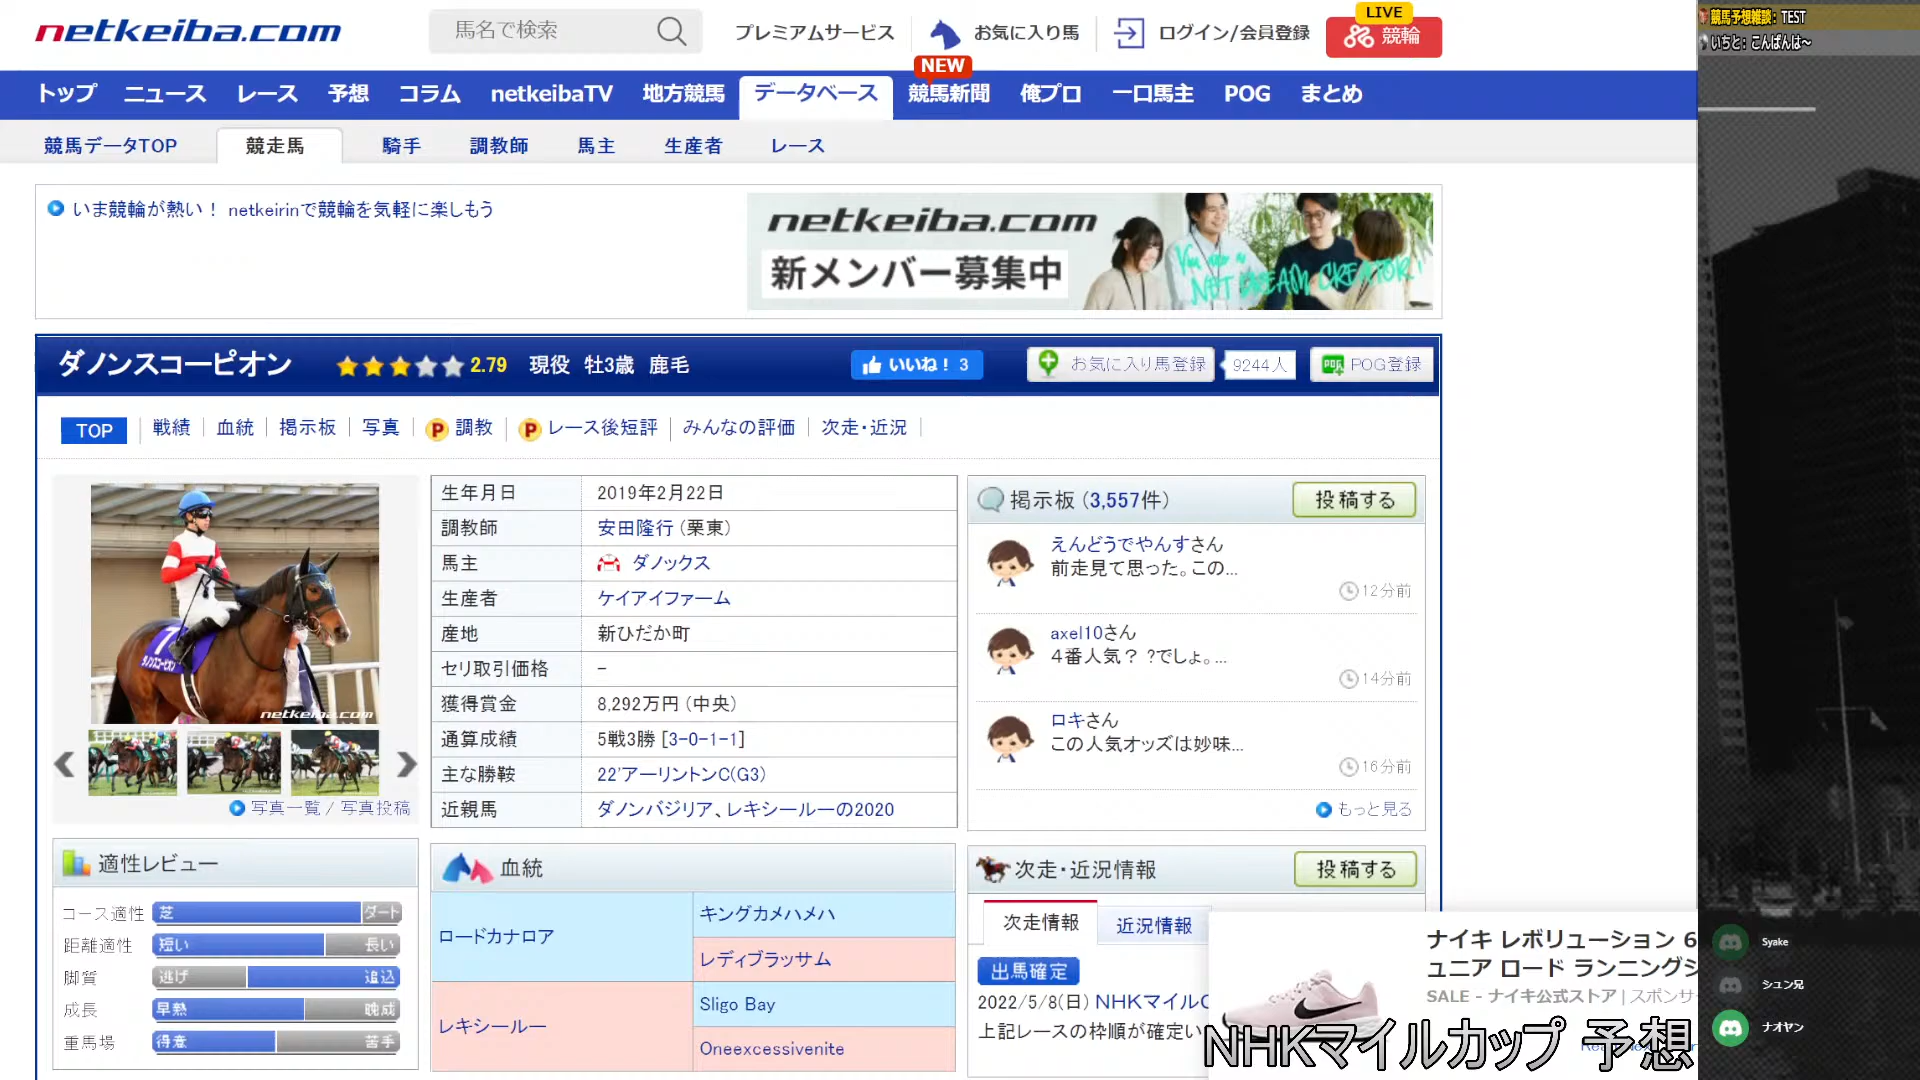 netkeiba.com
馬名で検索
プレミアムサービス
お気に入り馬
ログイン/会員登録
LIVE
競輪
NEW
トップ
ニュース
レース
予想
コラム
netkeibaTV
地方競馬
データベース
競馬新聞
俺プロ
一口馬主
POG
まとめ
競馬データTOP
競走馬
騎手
調教師
馬主
生産者
レース
いま競輪が熱い！ netkeirinで競輪を気軽に楽しもう
netkeiba.com
新メンバー募集中
You are a
NET DREAM CREATOR!
ダノンスコーピオン
2.79
現役 牡3歳 鹿毛
いいね！ 3
お気に入り馬登録
9244人
POG登録
TOP
戦績
血統
掲示板
写真
P 調教
P レース後短評
みんなの評価
次走・近況
7
ダノンスコーピオン
netkeiba.com
写真一覧 / 写真投稿
生年月日 2019年2月22日
調教師 安田隆行 (栗東)
馬主 ダノックス
生産者 ケイアイファーム
産地 新ひだか町
セリ取引価格 -
獲得賞金 8,292万円 (中央)
通算成績 5戦3勝 [3-0-1-1]
主な勝鞍 22'アーリントンC(G3)
近親馬 ダノンバジリア、レキシールーの2020
掲示板 (3,557件)
投稿する
えんどうでやんすさん
前走見て思った。この...
12分前
axel10さん
４番人気？ ?でしょ。...
14分前
ロキさん
この人気オッズは妙味...
16分前
もっと見る
適性レビュー
コース適性 芝 ダート
距離適性 短い 長い
脚質 逃げ 追込
成長 早熟 晩成
重馬場 得意 苦手
血統
ロードカナロア
キングカメハメハ
レディブラッサム
レキシールー
Sligo Bay
Oneexcessivenite
次走・近況情報
投稿する
次走情報
近況情報
出馬確定
2022/5/8(日) NHKマイルC
上記レースの枠順が確定い
ナイキ レボリューション 6
ュニア ロード ランニングシ
SALE - ナイキ公式ストア | スポンサー
NHKマイルカップ 予想
競馬予想雑談: TEST
いちと: こんばんは～
Syake
シュン兄
ナオヤン